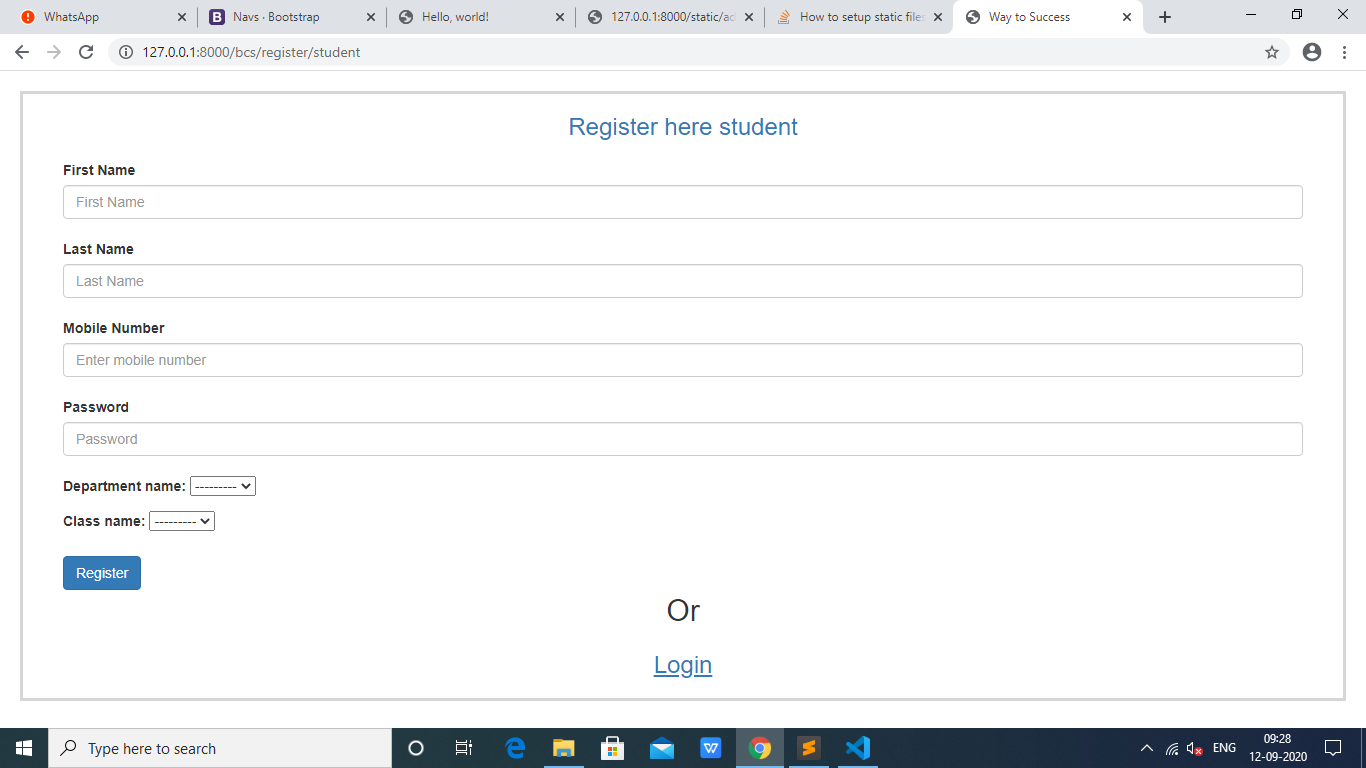 WhatsApp
Navs · Bootstrap
Hello, world!
127.0.0.1:8000/static/ad
How to setup static files
Way to Success
127.0.0.1:8000/bcs/register/student
Register here student
First Name
First Name
Last Name
Last Name
Mobile Number
Enter mobile number
Password
Password
Department name: ---------
Class name: ---------
Register
Or
Login
Type here to search
ENG
09:28
12-09-2020